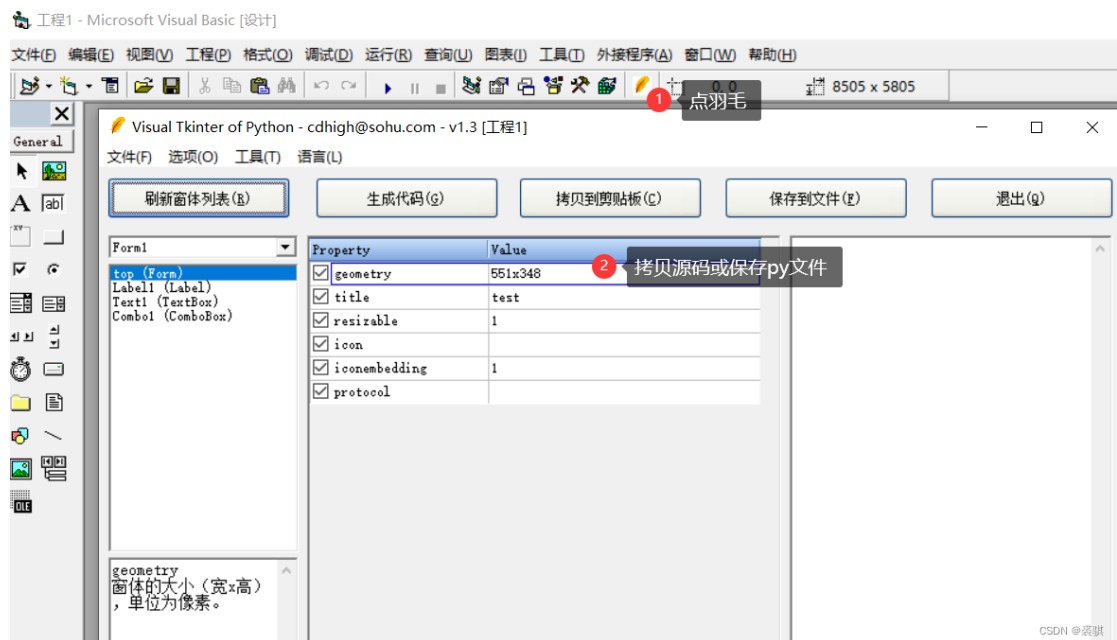 工程1 - Microsoft Visual Basic [设计]
文件(F) 编辑(E) 视图(V) 工程(P) 格式(O) 调试(D) 运行(R) 查询(U) 图表(I) 工具(T) 外接程序(A) 窗口(W) 帮助(H)
0, 0 8505 x 5805
1 点羽毛
General
Visual Tkinter of Python - cdhigh@sohu.com - v1.3 [工程1]
文件(F) 选项(O) 工具(T) 语言(L)
刷新窗体列表(R) 生成代码(G) 拷贝到剪贴板(C) 保存到文件(F) 退出(Q)
Form1
Property Value
2 拷贝源码或保存py文件
top (Form)
Label1 (Label)
Text1 (TextBox)
Combo1 (ComboBox)
geometry 551x348
title test
resizable 1
icon
iconembedding 1
protocol
A ab
XY
OLE
geometry
窗体的大小（宽x高）
，单位为像素。
CSDN @裘骐